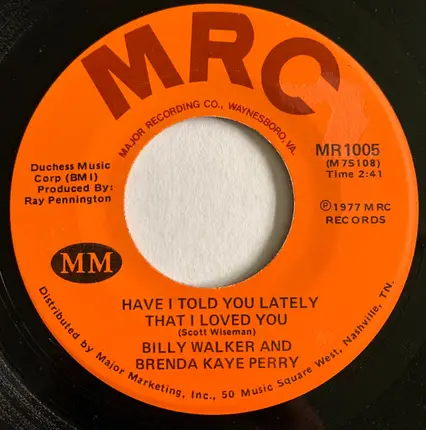 MRC
MAJOR RECORDING CO., WAYNESBORO, VA.
Duchess Music
Corp (BMI)
Produced By:
Ray Pennington
MR1005
(M75108)
Time 2:41
Ⓟ1977 MRC
RECORDS
MM
HAVE I TOLD YOU LATELY
THAT I LOVED YOU
(Scott Wiseman)
BILLY WALKER AND
BRENDA KAYE PERRY
Distributed by Major Marketing, Inc., 50 Music Square West, Nashville, TN.